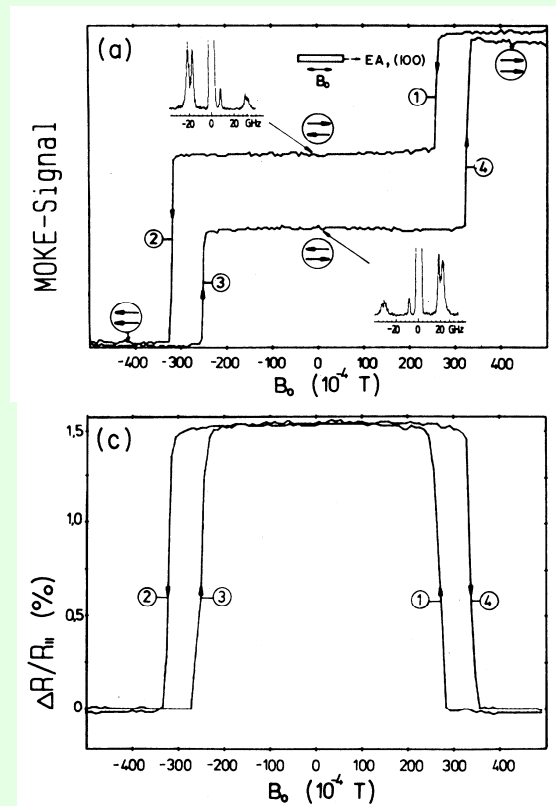 (a)
EA, (100)
B₀
-20 0 20 GHz
1
4
2
3
-20 0 20 GHz
MOKE-Signal
-400 -300 -200 -100 0 100 200 300 400
B₀ (10⁻⁴ T)
(c)
1,5
1,0
0,5
0
2
3
1
4
ΔR/R₁₁ (%)
-400 -300 -200 -100 0 100 200 300 400
B₀ (10⁻⁴ T)